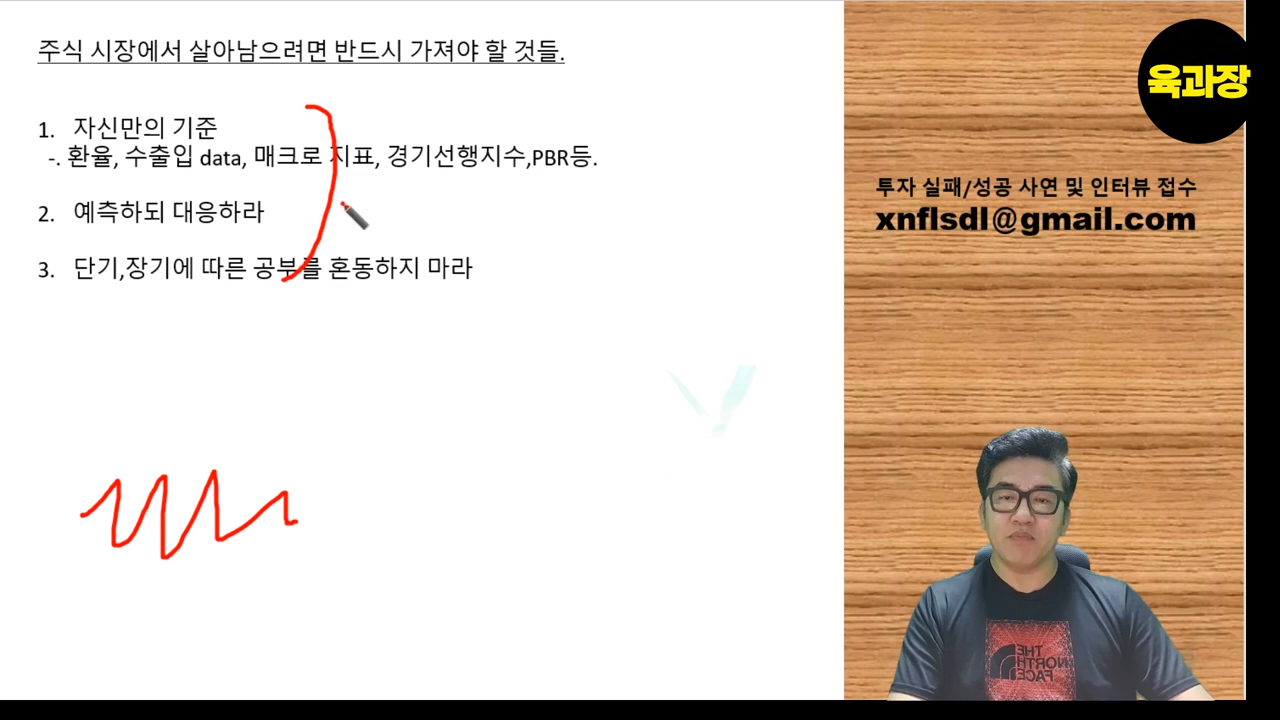 주식 시장에서 살아남으려면 반드시 가져야 할 것들.
1. 자신만의 기준
-. 환율, 수출입 data, 매크로 지표, 경기선행지수,PBR등.
2. 예측하되 대응하라
3. 단기,장기에 따른 공부를 혼동하지 마라
육과장
투자 실패/성공 사연 및 인터뷰 접수
xnflsdl@gmail.com
THE
NORTH
FACE